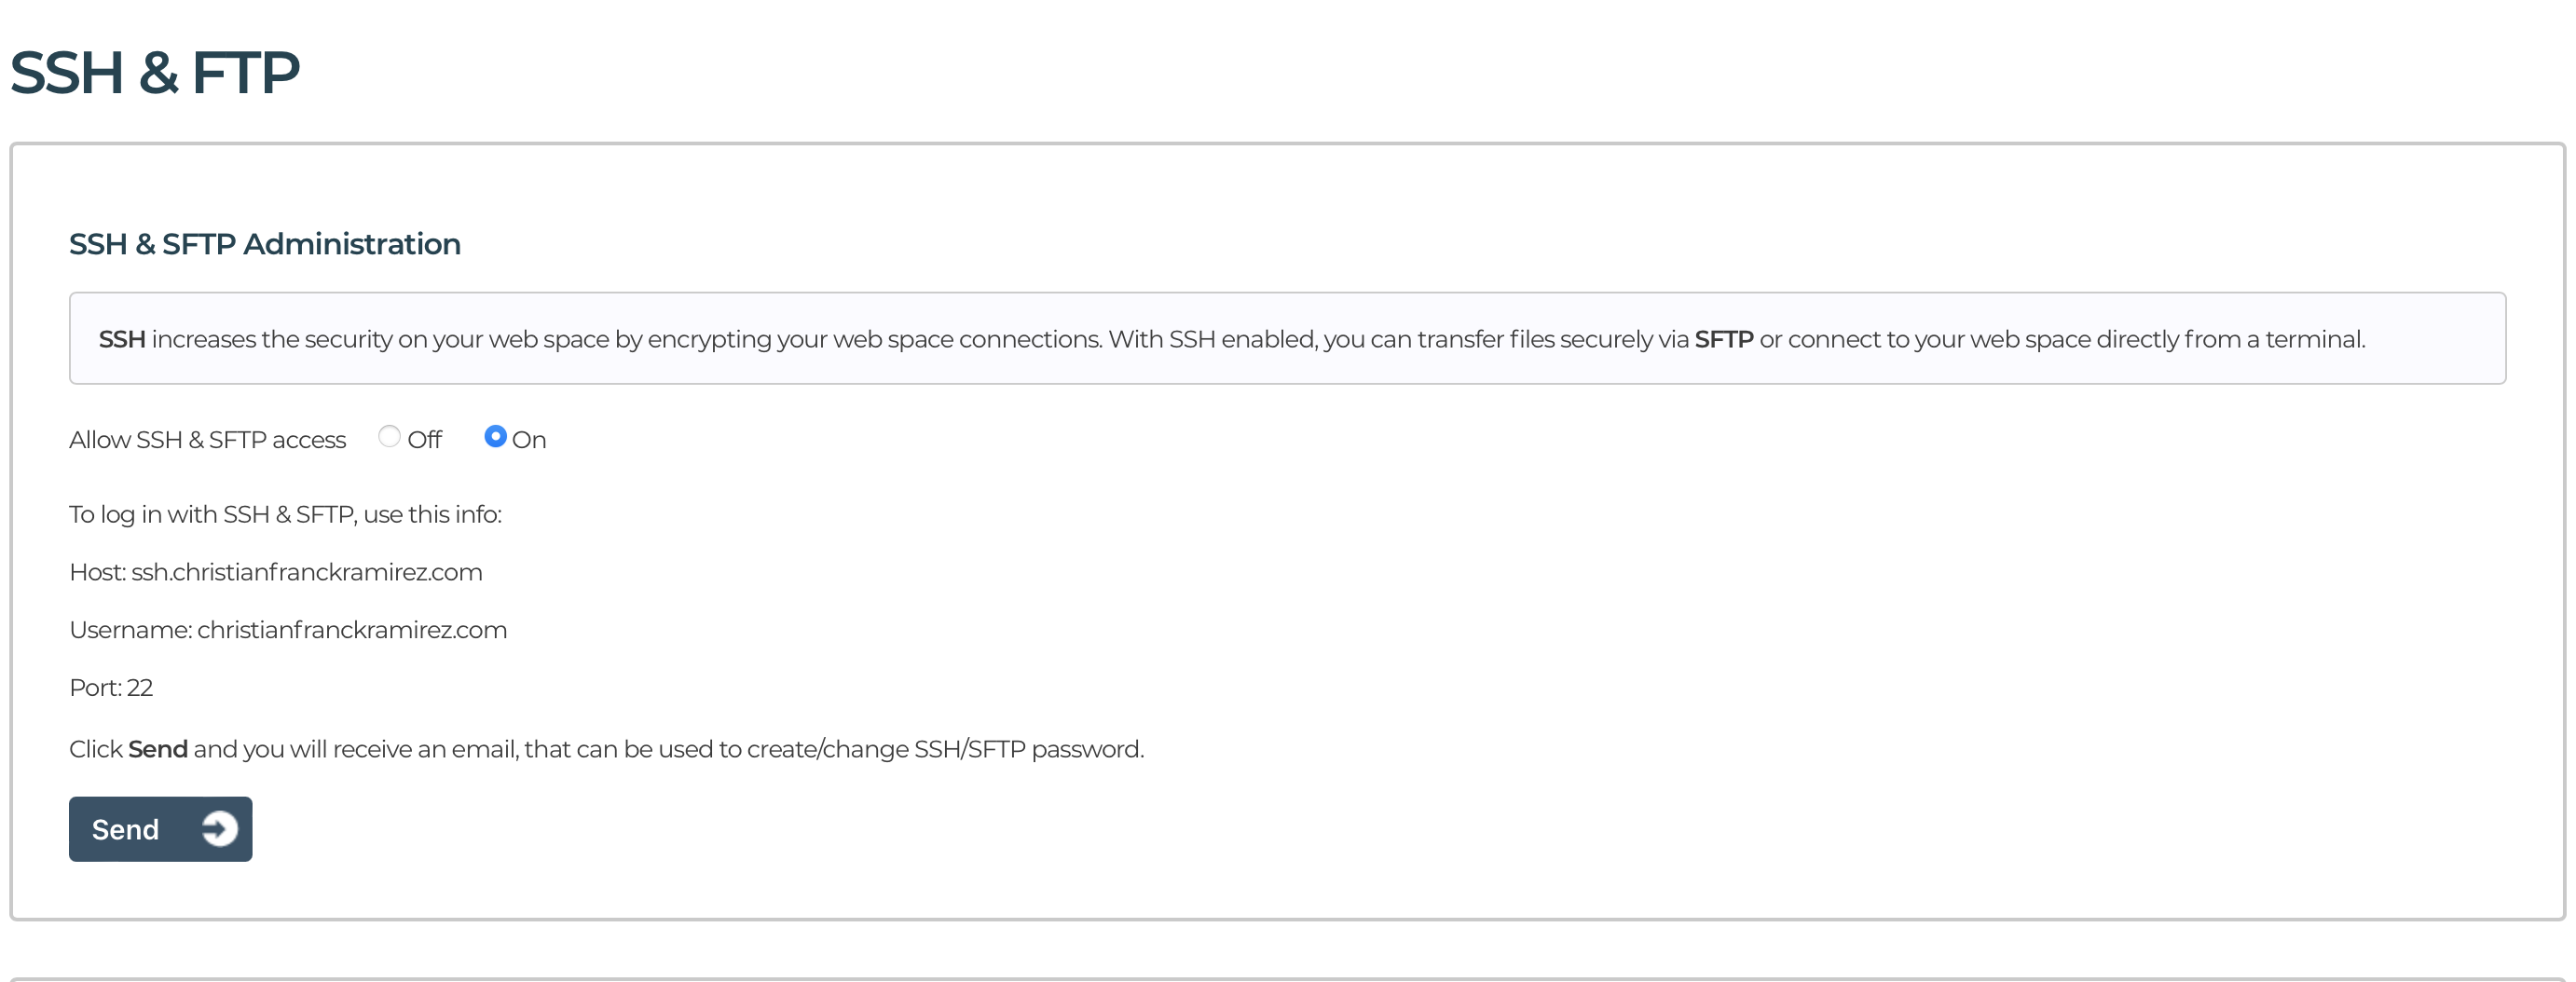 SSH & FTP
SSH & SFTP Administration
SSH increases the security on your web space by encrypting your web space connections. With SSH enabled, you can transfer files securely via SFTP or connect to your web space directly from a terminal.
Allow SSH & SFTP access Off On
To log in with SSH & SFTP, use this info:
Host: ssh.christianfranckramirez.com
Username: christianfranckramirez.com
Port: 22
Click Send and you will receive an email, that can be used to create/change SSH/SFTP password.
Send